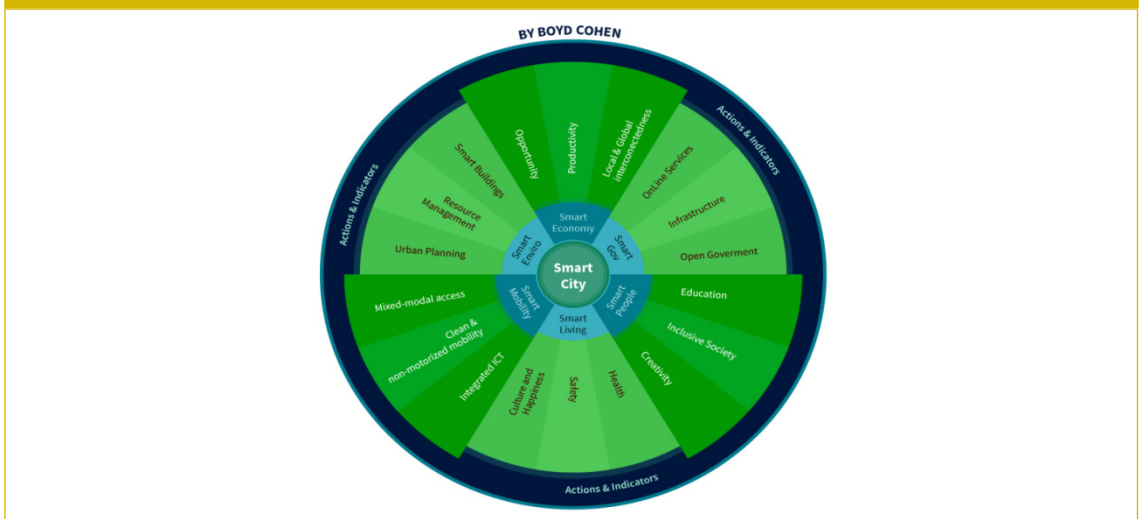 BY BOYD COHEN
Actions & Indicators
Actions & Indicators
Actions & Indicators
Smart
City
Smart
Economy
Opportunity
Productivity
Local & Global
interconectedness
Smart
Gov
OnLine Services
Infrastructure
Open Goverment
Smart
People
Education
Inclusive Society
Creativity
Smart
Living
Health
Safety
Culture and
Happiness
Smart
Mobility
Integrated ICT
Clean &
non-motorized mobility
Mixed-modal access
Smart
Enviro
Urban Planning
Resource
Management
Smart Buildings